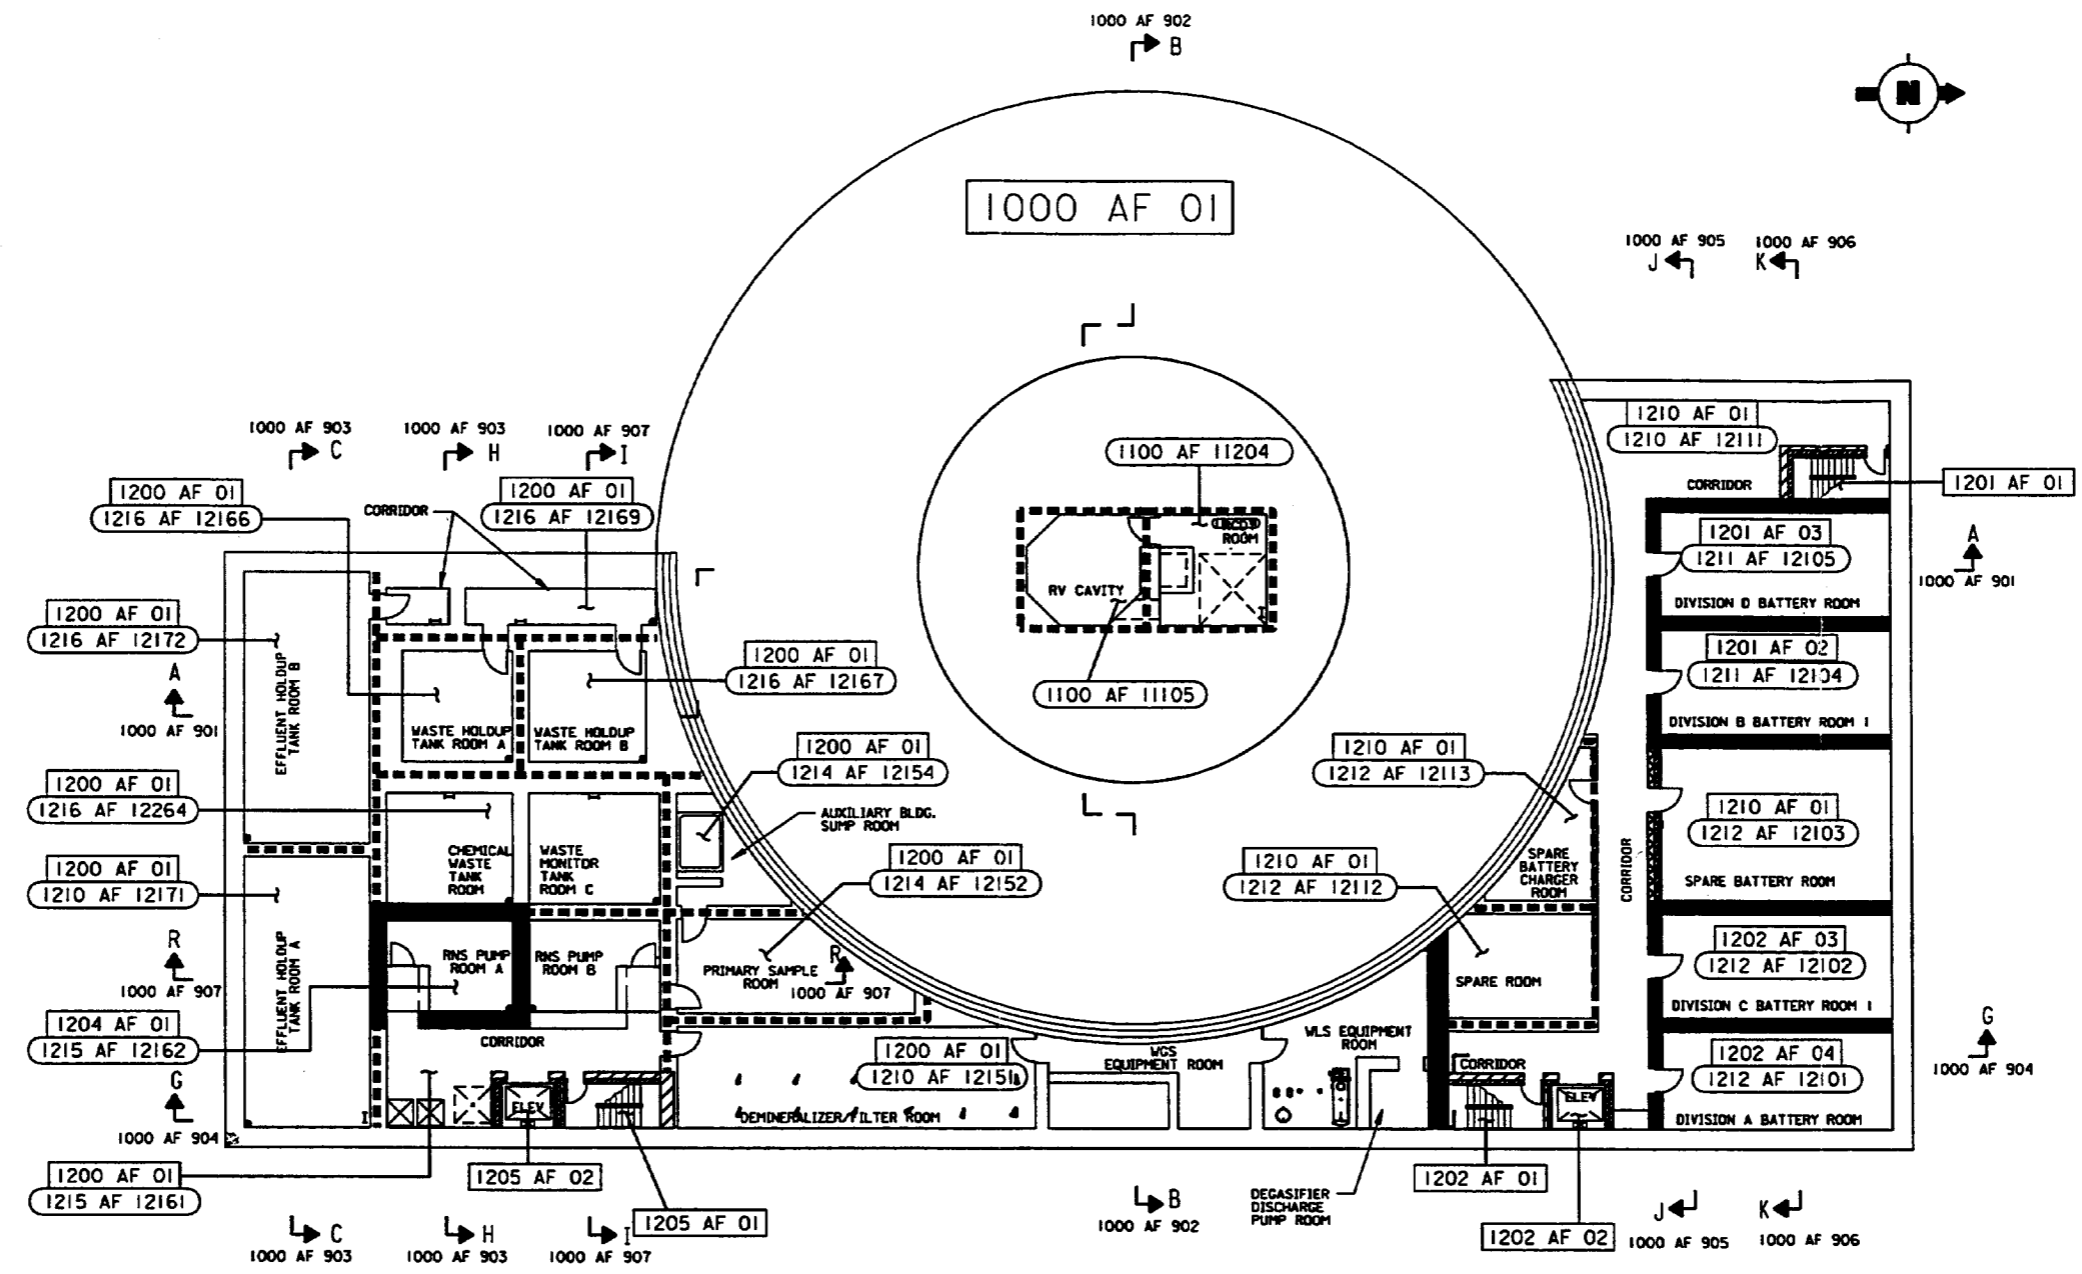 1000 AF 902
B
N
1000 AF 01
1000 AF 905
J
1000 AF 906
K
1000 AF 903
C
1000 AF 903
H
1000 AF 907
I
1210 AF 01
1210 AF 12111
CORRIDOR
1201 AF 01
1100 AF 11204
ROOM
RV CAVITY
1100 AF 11105
1200 AF 01
1216 AF 12166
CORRIDOR
1200 AF 01
1216 AF 12169
1201 AF 03
1211 AF 12105
DIVISION D BATTERY ROOM
A
1000 AF 901
1200 AF 01
1216 AF 12172
EFFLUENT HOLDUP
TANK ROOM B
A
1000 AF 901
WASTE HOLDUP
TANK ROOM A
WASTE HOLDUP
TANK ROOM B
1200 AF 01
1216 AF 12167
1201 AF 02
1211 AF 12104
DIVISION B BATTERY ROOM 1
1200 AF 01
1214 AF 12154
AUXILIARY BLDG.
SUMP ROOM
1210 AF 01
1212 AF 12113
SPARE
BATTERY
CHARGER
ROOM
CORRIDOR
1210 AF 01
1212 AF 12103
SPARE BATTERY ROOM
1200 AF 01
1216 AF 12264
CHEMICAL
WASTE
TANK
ROOM
WASTE
MONITOR
TANK
ROOM C
1200 AF 01
1210 AF 12171
EFFLUENT HOLDUP
TANK ROOM A
1200 AF 01
1214 AF 12152
1210 AF 01
1212 AF 12112
R
1000 AF 907
RNS PUMP
ROOM A
RNS PUMP
ROOM B
PRIMARY SAMPLE
ROOM
R
1000 AF 907
SPARE ROOM
1202 AF 03
1212 AF 12102
DIVISION C BATTERY ROOM 1
1204 AF 01
1215 AF 12162
CORRIDOR
1200 AF 01
1210 AF 12151
WGS
EQUIPMENT ROOM
WLS EQUIPMENT
ROOM
CORRIDOR
1202 AF 04
1212 AF 12101
DIVISION A BATTERY ROOM
G
1000 AF 904
G
1000 AF 904
ELEV
DEMINERALIZER/FILTER ROOM
ELEV
1200 AF 01
1215 AF 12161
1205 AF 02
1205 AF 01
1202 AF 01
1202 AF 02
DEGASIFIER
DISCHARGE
PUMP ROOM
C
1000 AF 903
H
1000 AF 903
I
1000 AF 907
B
1000 AF 902
J
1000 AF 905
K
1000 AF 906